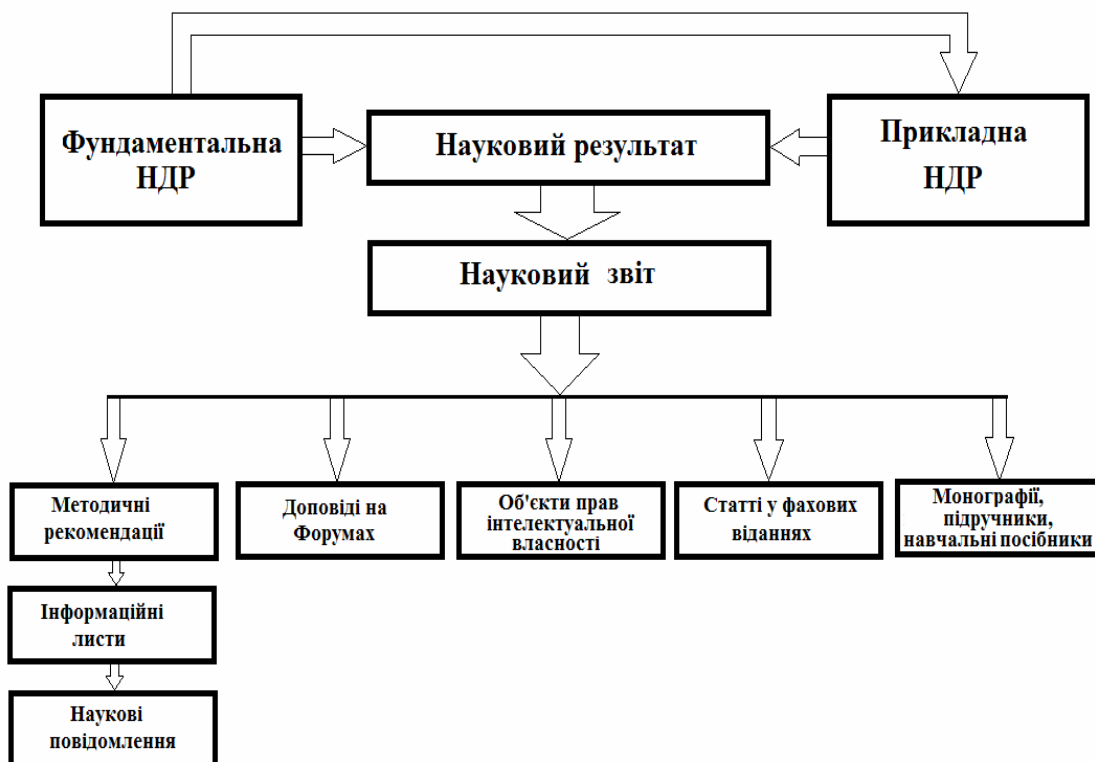 Фундаментальна
НДР
Науковий результат
Прикладна
НДР
Науковий звіт
Методичні
рекомендації
Доповіді на
Форумах
Об'єкти прав
інтелектуальної
власності
Статті у фахових
віданнях
Монографії,
підручники,
навчальні посібники
Інформаційні
листи
Наукові
повідомлення